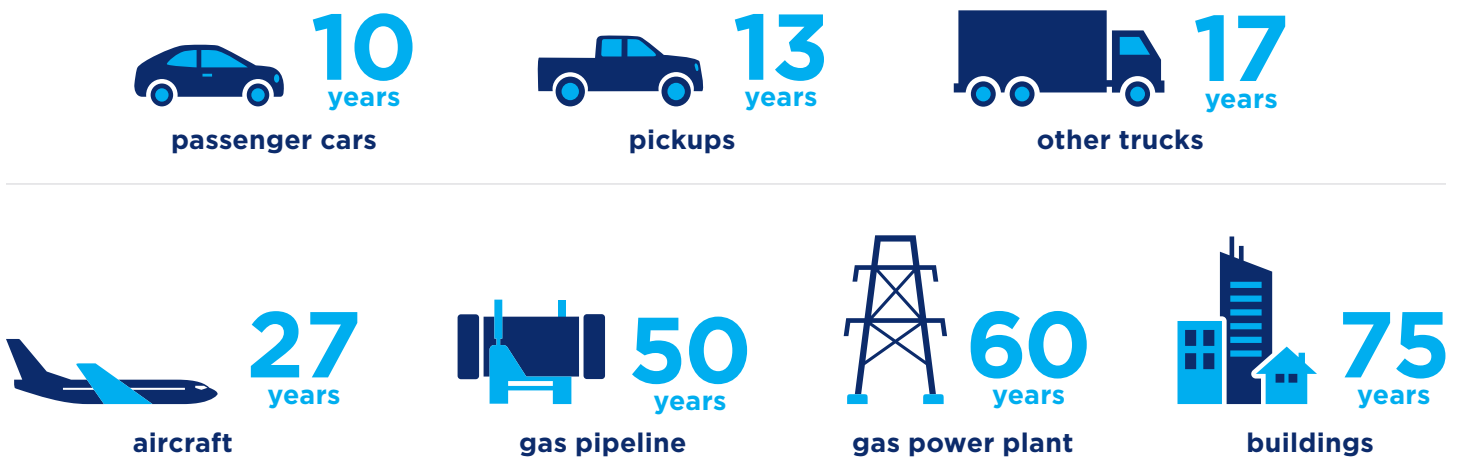 10
years
passenger cars
13
years
pickups
17
years
other trucks
27
years
aircraft
50
years
gas pipeline
60
years
gas power plant
75
years
buildings